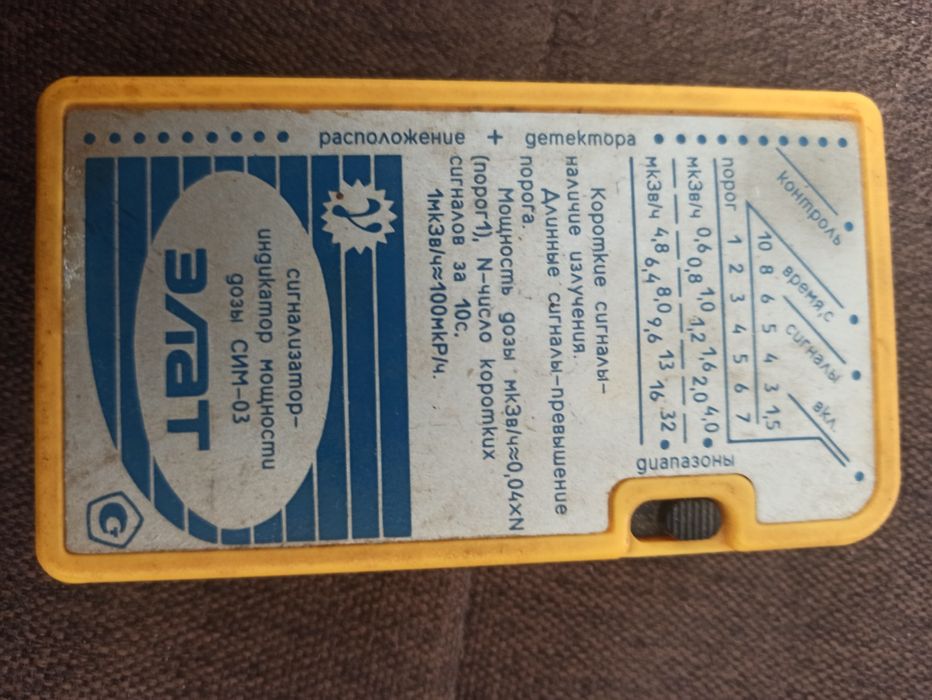 контроль
время,с
сигналы
вкл.
10 8 6 5 4 3 1,5
порог 1 2 3 4 5 6 7
мкЗв/ч 0,6 0,8 1,0 1,2 1,6 2,0 4,0
мкЗв/ч 4,8 6,4 8,0 9,6 13 16 32
диапазоны
расположение + детектора
Короткие сигналы-
наличие излучения.
Длинные сигналы-превышение
порога.
Мощность дозы мкЗв/ч≈0,04×N
(порог1), N-число коротких
сигналов за 10с.
1мкЗв/ч≈100мкР/ч.
сигнализатор-
индикатор мощности
дозы СИМ-03
ЭЛаТ
G